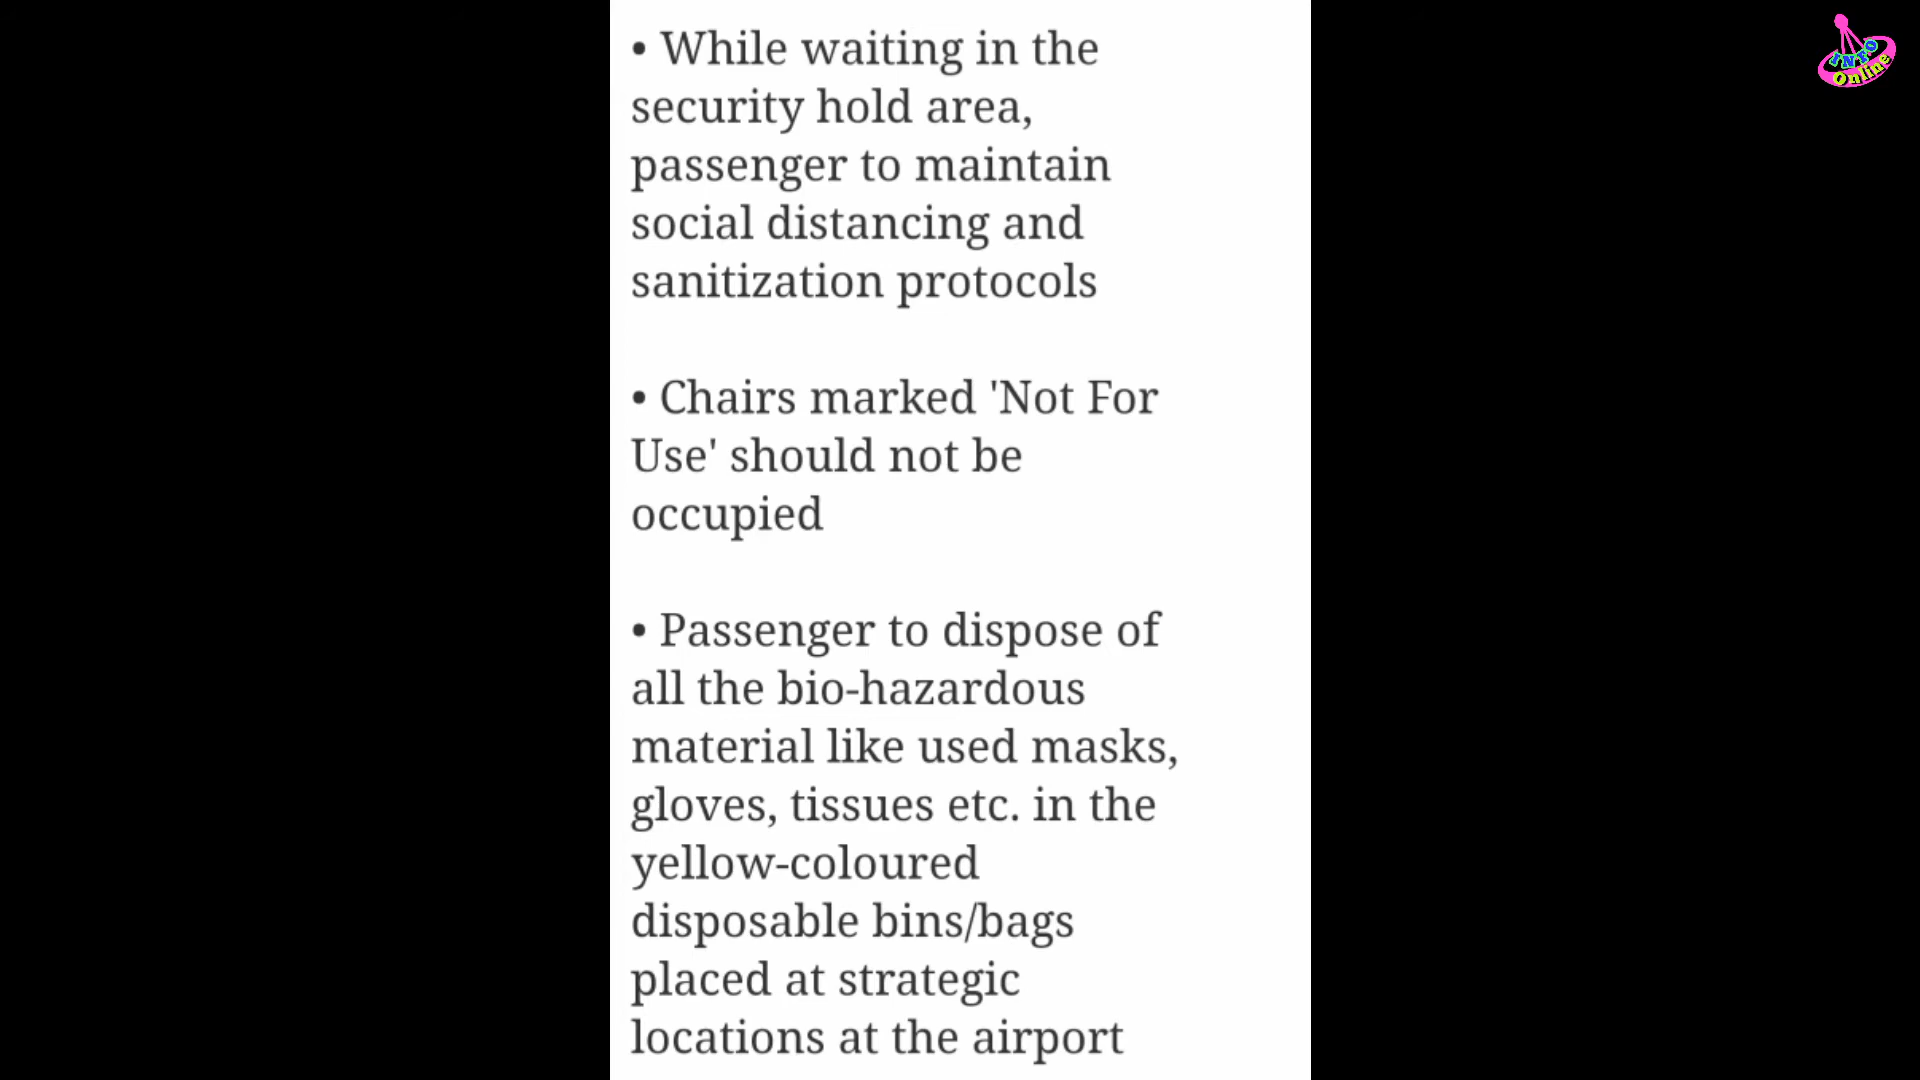 • While waiting in the
security hold area,
passenger to maintain
social distancing and
sanitization protocols
• Chairs marked 'Not For
Use' should not be
occupied
• Passenger to dispose of
all the bio-hazardous
material like used masks,
gloves, tissues etc. in the
yellow-coloured
disposable bins/bags
placed at strategic
locations at the airport
INFO
Online